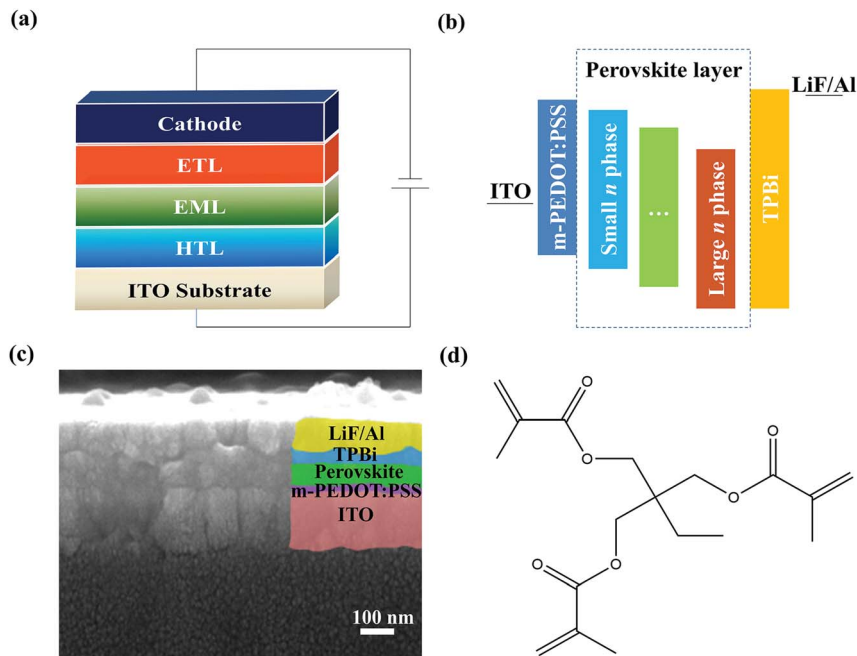 (a)
Cathode
ETL
EML
HTL
ITO Substrate
(b)
Perovskite layer
LiF/Al
ITO
m-PEDOT:PSS
Small n phase
...
Large n phase
TPBi
(c)
LiF/Al
TPBi
Perovskite
m-PEDOT:PSS
ITO
100 nm
(d)
O
O
O
O
O
O